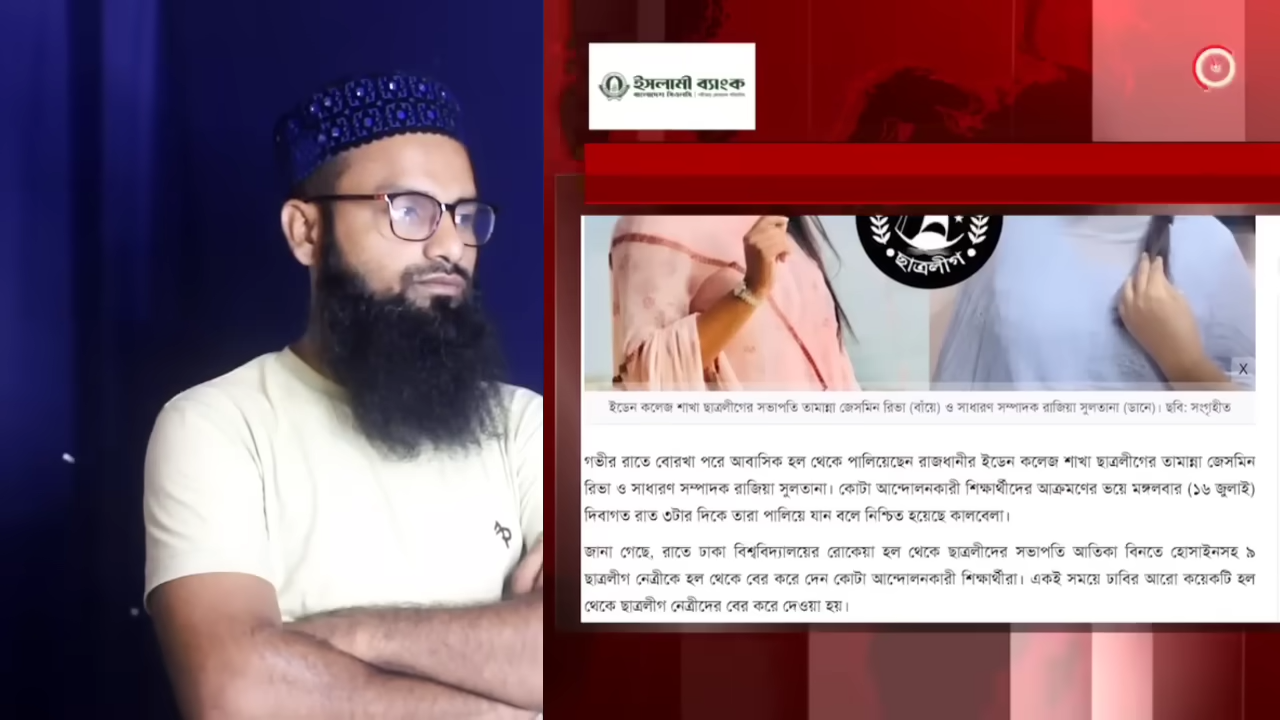 ইসলামী ব্যাংক
ছাত্রলীগ
X
ইডেন কলেজ শাখা ছাত্রলীগের সভাপতি তামান্না জেসমিন রিভা (বাঁয়ে) ও সাধারণ সম্পাদক রাজিয়া সুলতানা (ডানে)। ছবি: সংগৃহীত
গভীর রাতে বোরখা পরে আবাসিক হল থেকে পালিয়েছেন রাজধানীর ইডেন কলেজ শাখা ছাত্রলীগের তামান্না জেসমিন
রিভা ও সাধারণ সম্পাদক রাজিয়া সুলতানা। কোটা আন্দোলনকারী শিক্ষার্থীদের আক্রমণের ভয়ে মঙ্গলবার (১৬ জুলাই)
দিবাগত রাত ৩টার দিকে তারা পালিয়ে যান বলে নিশ্চিত হয়েছে কালবেলা।
জানা গেছে, রাতে ঢাকা বিশ্ববিদ্যালয়ের রোকেয়া হল থেকে ছাত্রলীদের সভাপতি আতিকা বিনতে হোসাইনসহ ৯
ছাত্রলীগ নেত্রীকে হল থেকে বের করে দেন কোটা আন্দোলনকারী শিক্ষার্থীরা। একই সময়ে ঢাবির আরো কয়েকটি হল
থেকে ছাত্রলীগ নেত্রীদের বের করে দেওয়া হয়।